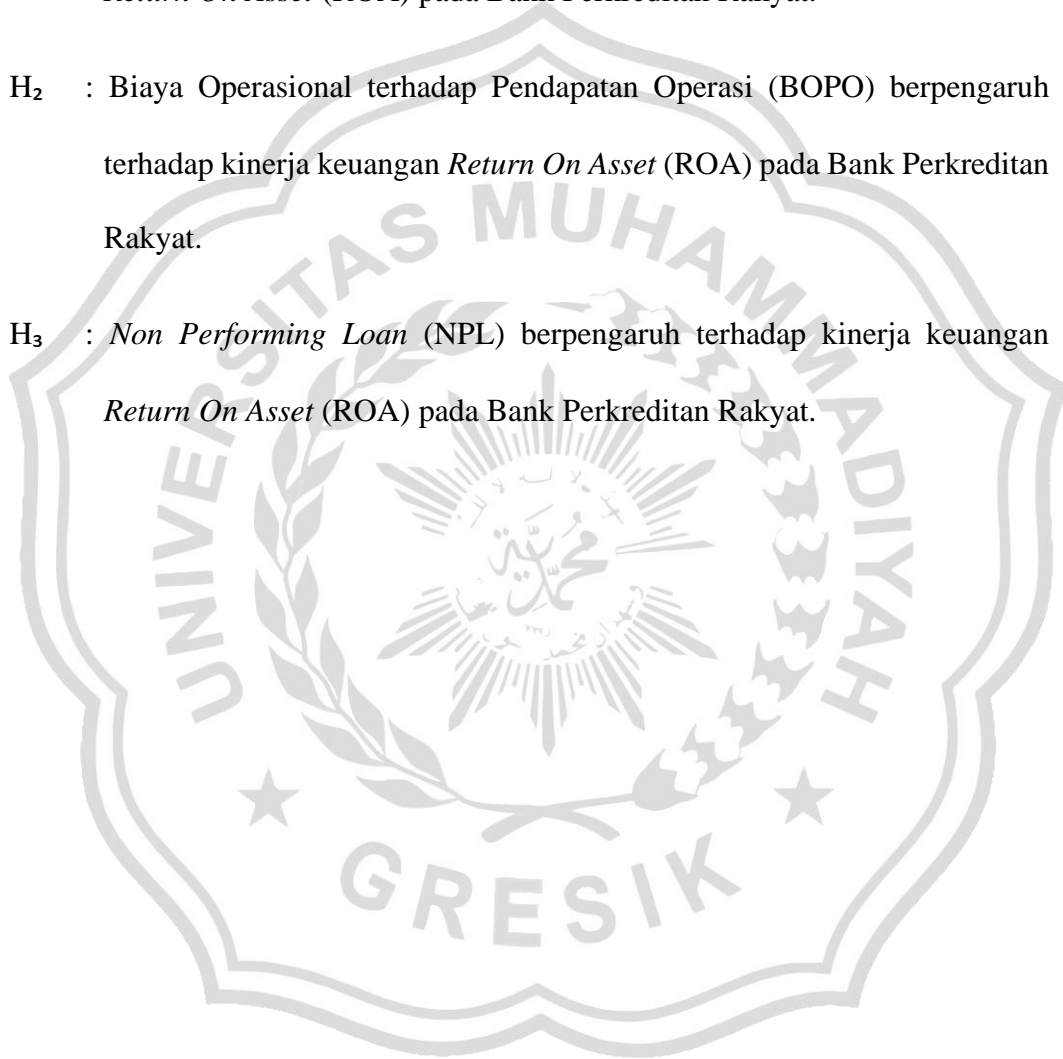 Return On Asset (ROA) pada Bank Perkreditan Rakyat.
H₂ : Biaya Operasional terhadap Pendapatan Operasi (BOPO) berpengaruh
terhadap kinerja keuangan Return On Asset (ROA) pada Bank Perkreditan
Rakyat.
H₃ : Non Performing Loan (NPL) berpengaruh terhadap kinerja keuangan
Return On Asset (ROA) pada Bank Perkreditan Rakyat.
UNIVERSITAS MUHAMMADIYAH
محمدية
GRESIK